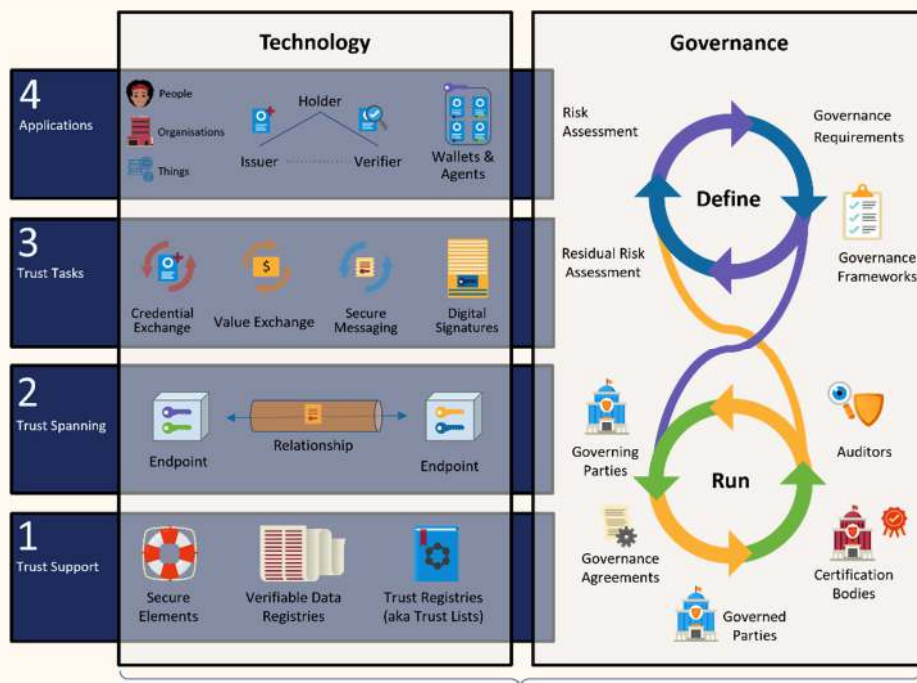 Technology
Governance
4
Applications
People
Organisations
Things
Holder
Issuer
Verifier
Wallets &
Agents
Risk
Assessment
Governance
Requirements
Define
Residual Risk
Assessment
Governance
Frameworks
3
Trust Tasks
Credential
Exchange
$
Value Exchange
Secure
Messaging
Digital
Signatures
2
Trust Spanning
Endpoint
Relationship
Endpoint
Governing
Parties
Auditors
Run
1
Trust Support
Secure
Elements
Verifiable Data
Registries
Trust Registries
(aka Trust Lists)
Governance
Agreements
Governed
Parties
Certification
Bodies